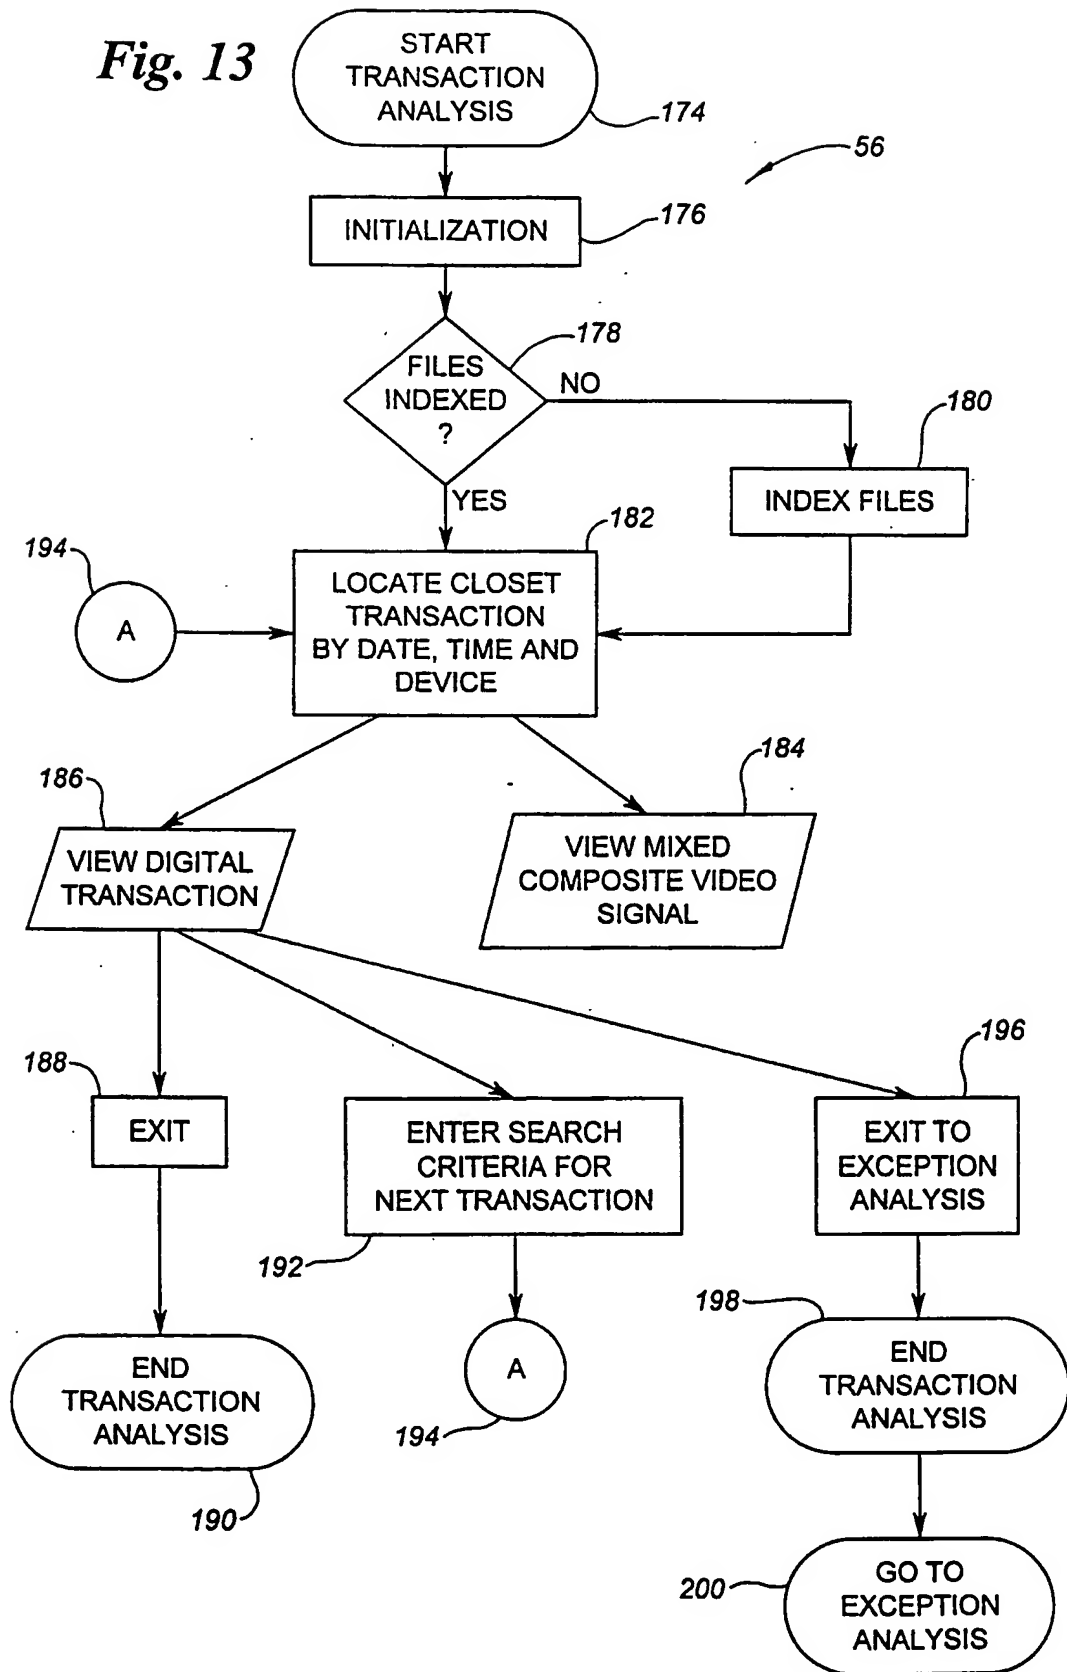 Fig. 13
START
TRANSACTION
ANALYSIS
174
56
INITIALIZATION
176
FILES
INDEXED
?
178
NO
180
INDEX FILES
YES
182
194
A
LOCATE CLOSET
TRANSACTION
BY DATE, TIME AND
DEVICE
186
VIEW DIGITAL
TRANSACTION
184
VIEW MIXED
COMPOSITE VIDEO
SIGNAL
188
EXIT
ENTER SEARCH
CRITERIA FOR
NEXT TRANSACTION
192
196
EXIT TO
EXCEPTION
ANALYSIS
END
TRANSACTION
ANALYSIS
190
A
194
198
END
TRANSACTION
ANALYSIS
200
GO TO
EXCEPTION
ANALYSIS